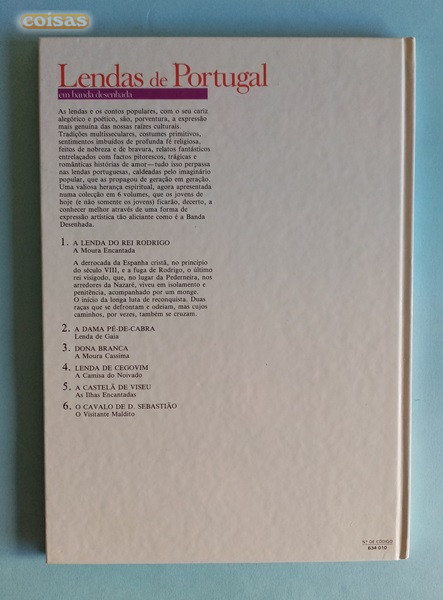 coisas
Lendas de Portugal
em banda desenhada
As lendas e os contos populares, com o seu cariz
alegórico e poético, são, porventura, a expressão
mais genuína das nossas raízes culturais.
Tradições multisseculares, costumes primitivos,
sentimentos imbuídos de profunda fé religiosa,
feitos de nobreza e de bravura, relatos fantásticos
entrelaçados com factos pitorescos, trágicas e
românticas histórias de amor — tudo isso perpassa
nas lendas portuguesas, caldeadas pelo imaginário
popular, que as propagou de geração em geração.
Uma valiosa herança espiritual, agora apresentada
numa colecção em 6 volumes, que os jovens de
hoje (e não somente os jovens) ficarão, decerto, a
conhecer melhor através de uma forma de
expressão artística tão aliciante como é a Banda
Desenhada.
1. A LENDA DO REI RODRIGO
A Moura Encantada
A derrocada da Espanha cristã, no princípio
do século VIII, e a fuga de Rodrigo, o último
rei visigodo, que, no lugar da Pederneira, nos
arredores da Nazaré, viveu em isolamento e
penitência, acompanhado por um monge.
O início da longa luta de reconquista. Duas
raças que se defrontam e odeiam, mas cujos
caminhos, por vezes, também se cruzam.
2. A DAMA PÉ-DE-CABRA
Lenda de Gaia
3. DONA BRANCA
A Moura Cassima
4. LENDA DE CEGOVIM
A Camisa do Noivado
5. A CASTELÃ DE VISEU
As Ilhas Encantadas
6. O CAVALO DE D. SEBASTIÃO
O Visitante Maldito
N.º DE CÓDIGO
634 010